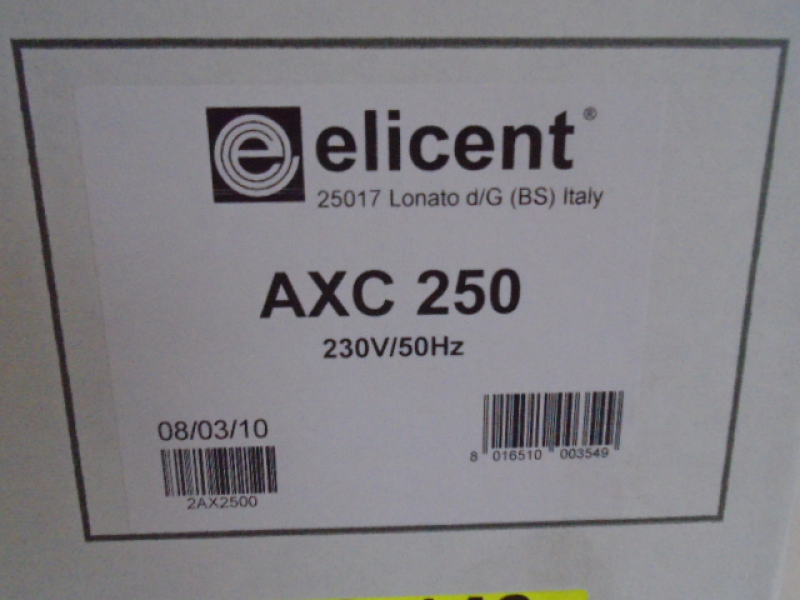 e elicent®
25017 Lonato d/G (BS) Italy
AXC 250
230V/50Hz
08/03/10
2AX2500
8 016510 003549